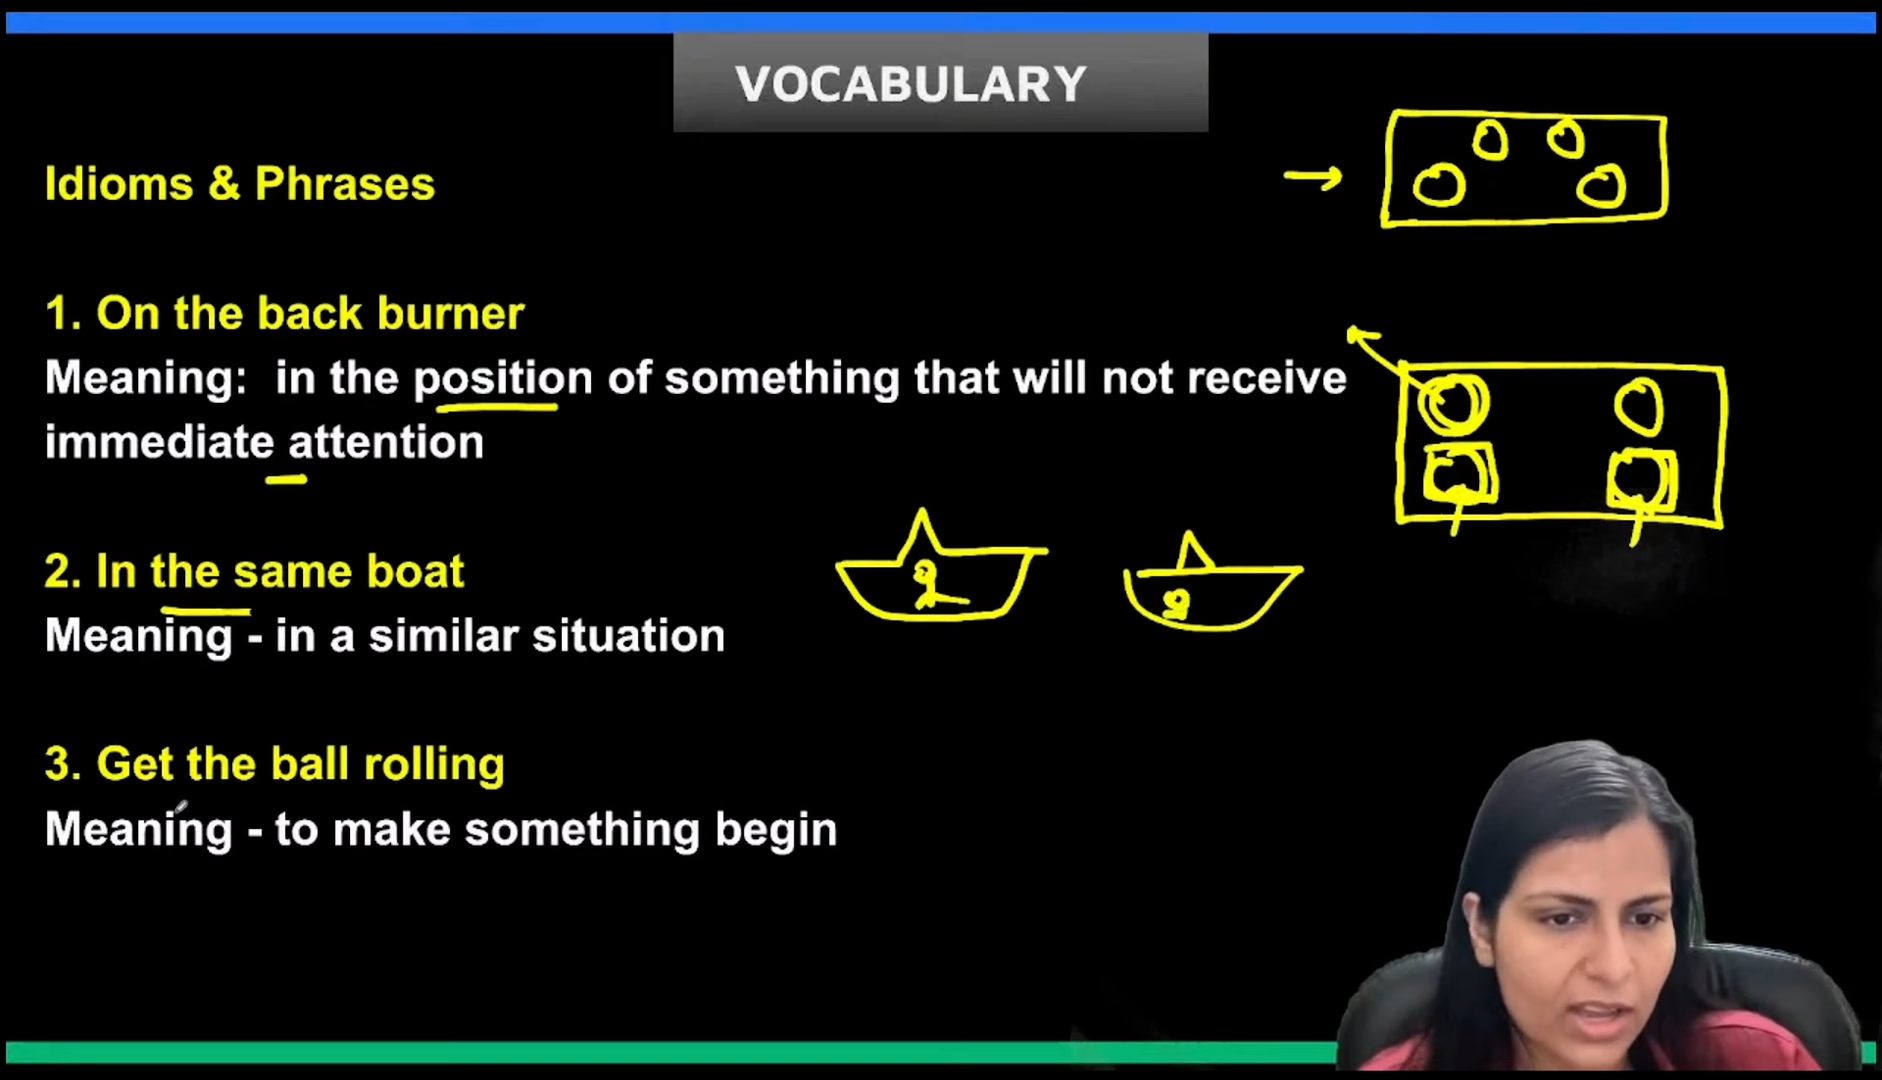 VOCABULARY
Idioms & Phrases
1. On the back burner
Meaning:  in the position of something that will not receive
immediate attention
2. In the same boat
Meaning - in a similar situation
3. Get the ball rolling
Meaning - to make something begin